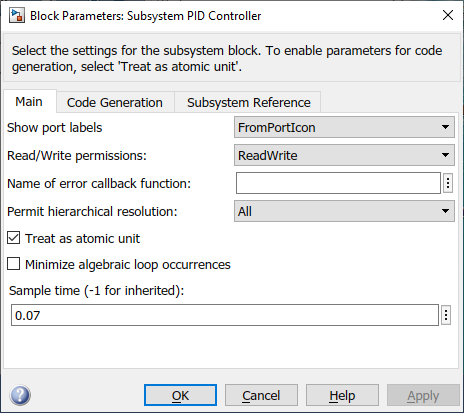 Block Parameters: Subsystem PID Controller
Select the settings for the subsystem block. To enable parameters for code
generation, select 'Treat as atomic unit'.
Main Code Generation Subsystem Reference
Show port labels FromPortIcon
Read/Write permissions: ReadWrite
Name of error callback function:
Permit hierarchical resolution: All
Treat as atomic unit
Minimize algebraic loop occurrences
Sample time (-1 for inherited):
0.07
? OK Cancel Help Apply